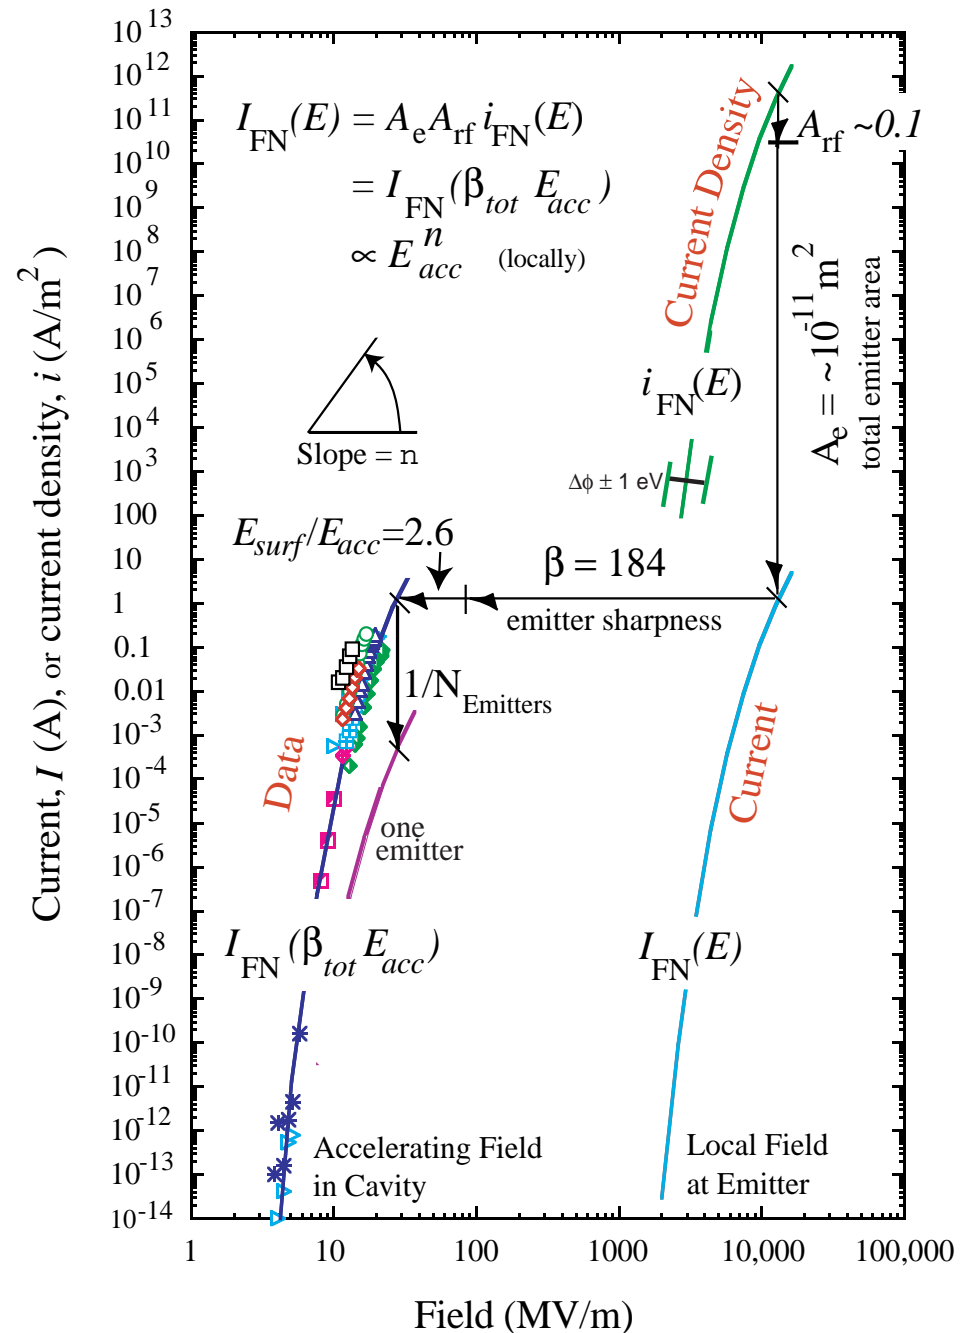 10^13
10^12
10^11
10^10
10^9
10^8
10^7
10^6
10^5
10^4
10^3
100
10
1
0.1
0.01
10^-3
10^-4
10^-5
10^-6
10^-7
10^-8
10^-9
10^-10
10^-11
10^-12
10^-13
10^-14
Current, I (A), or current density, i (A/m^2)
I_FN(E) = A_e A_rf i_FN(E)
= I_FN(β_tot E_acc)
∝ E_acc^n (locally)
Slope = n
Current Density
A_rf ~0.1
A_e = ~10^-11 m^2
total emitter area
i_FN(E)
Δϕ ± 1 eV
E_surf/E_acc=2.6
β = 184
emitter sharpness
1/N_Emitters
Data
one
emitter
Current
I_FN(β_tot E_acc)
I_FN(E)
Accelerating Field
in Cavity
Local Field
at Emitter
1
10
100
1000
10,000
100,000
Field (MV/m)